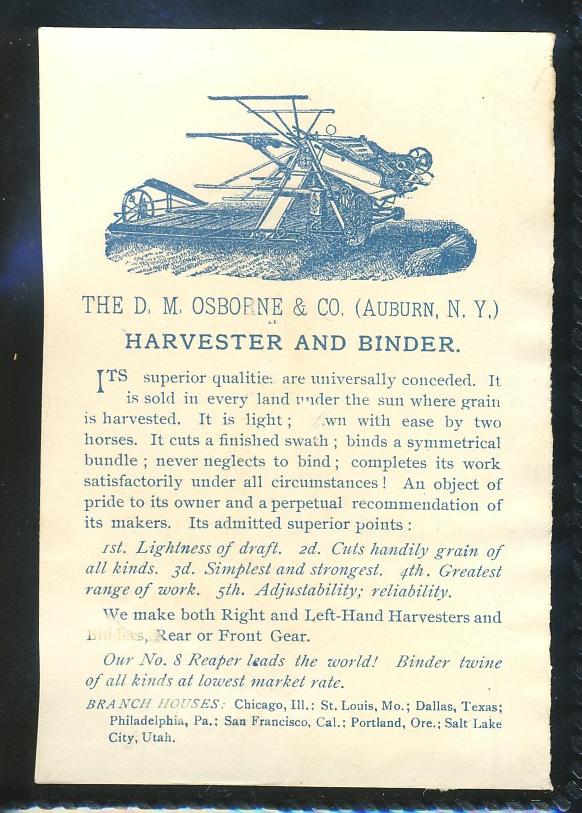 THE D. M. OSBORNE & CO. (AUBURN, N. Y.)
HARVESTER AND BINDER.
ITS superior qualities are universally conceded. It
is sold in every land under the sun where grain
is harvested. It is light; wn with ease by two
horses. It cuts a finished swath; binds a symmetrical
bundle; never neglects to bind; completes its work
satisfactorily under all circumstances! An object of
pride to its owner and a perpetual recommendation of
its makers. Its admitted superior points:
1st. Lightness of draft. 2d. Cuts handily grain of
all kinds. 3d. Simplest and strongest. 4th. Greatest
range of work. 5th. Adjustability; reliability.
We make both Right and Left-Hand Harvesters and
Binders, Rear or Front Gear.
Our No. 8 Reaper leads the world! Binder twine
of all kinds at lowest market rate.
BRANCH HOUSES: Chicago, Ill.: St. Louis, Mo.; Dallas, Texas;
Philadelphia, Pa.; San Francisco, Cal.; Portland, Ore.; Salt Lake
City, Utah.